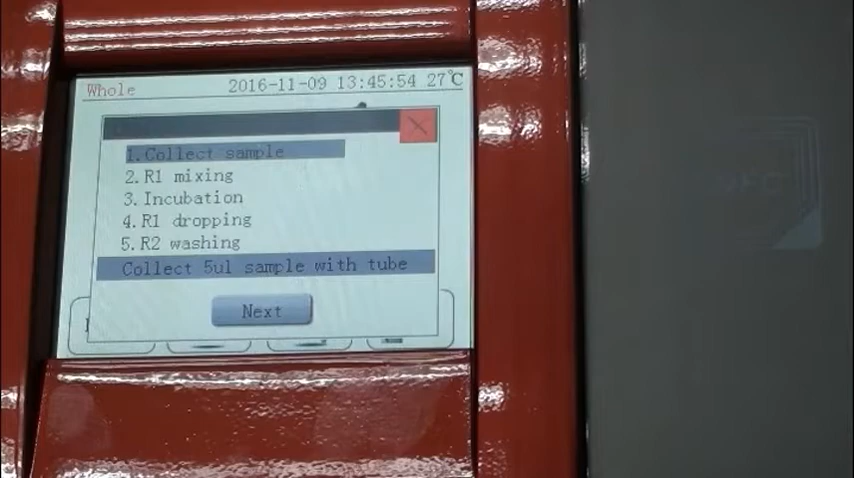 Whole 2016-11-09 13:45:54 27℃
1.Collect sample
2.R1 mixing
3.Incubation
4.R1 dropping
5.R2 washing
Collect 5ul sample with tube
Next